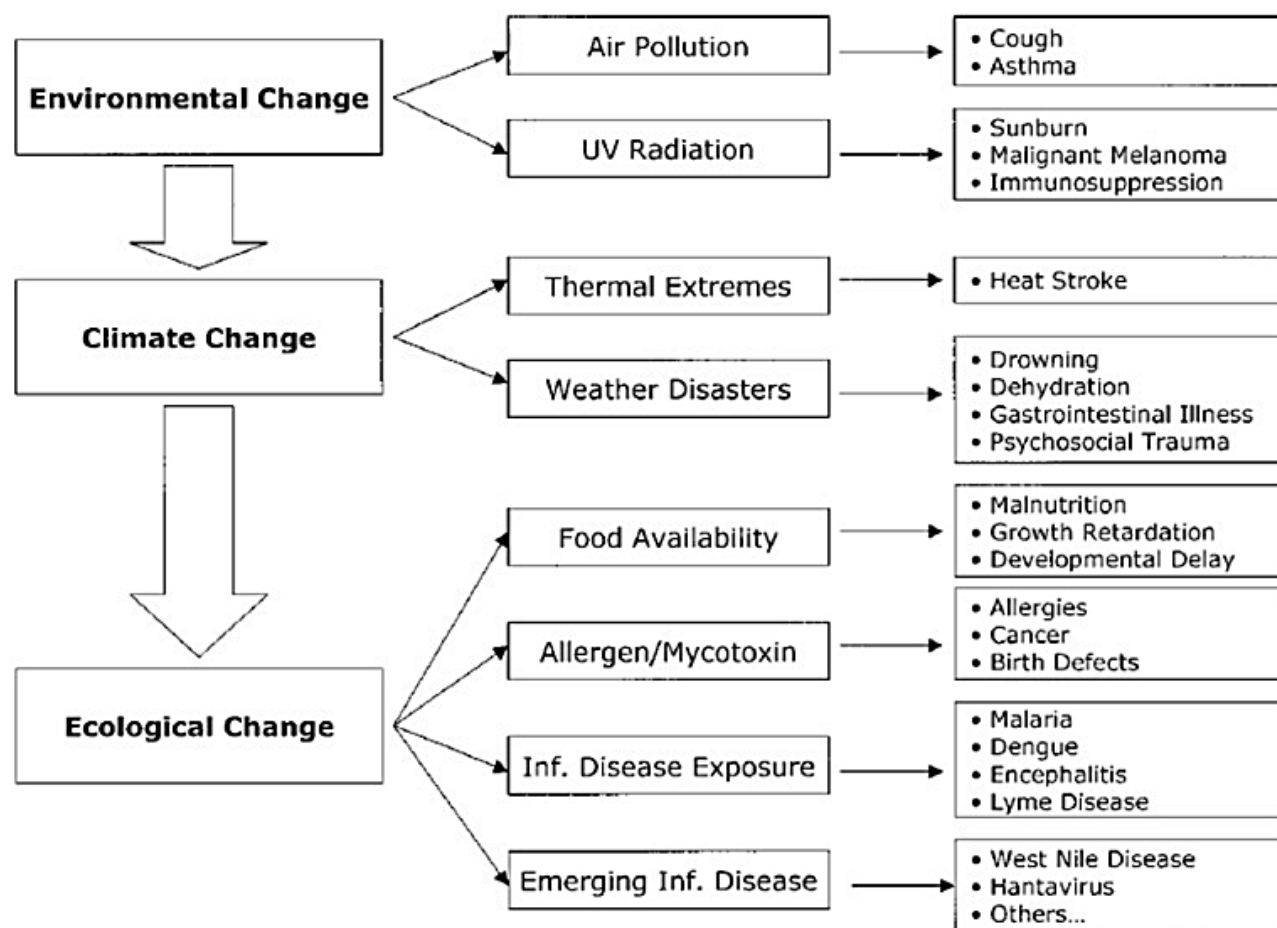 Environmental Change
Air Pollution
• Cough
• Asthma
UV Radiation
• Sunburn
• Malignant Melanoma
• Immunosuppression
Climate Change
Thermal Extremes
• Heat Stroke
Weather Disasters
• Drowning
• Dehydration
• Gastrointestinal Illness
• Psychosocial Trauma
Ecological Change
Food Availability
• Malnutrition
• Growth Retardation
• Developmental Delay
Allergen/Mycotoxin
• Allergies
• Cancer
• Birth Defects
Inf. Disease Exposure
• Malaria
• Dengue
• Encephalitis
• Lyme Disease
Emerging Inf. Disease
• West Nile Disease
• Hantavirus
• Others...